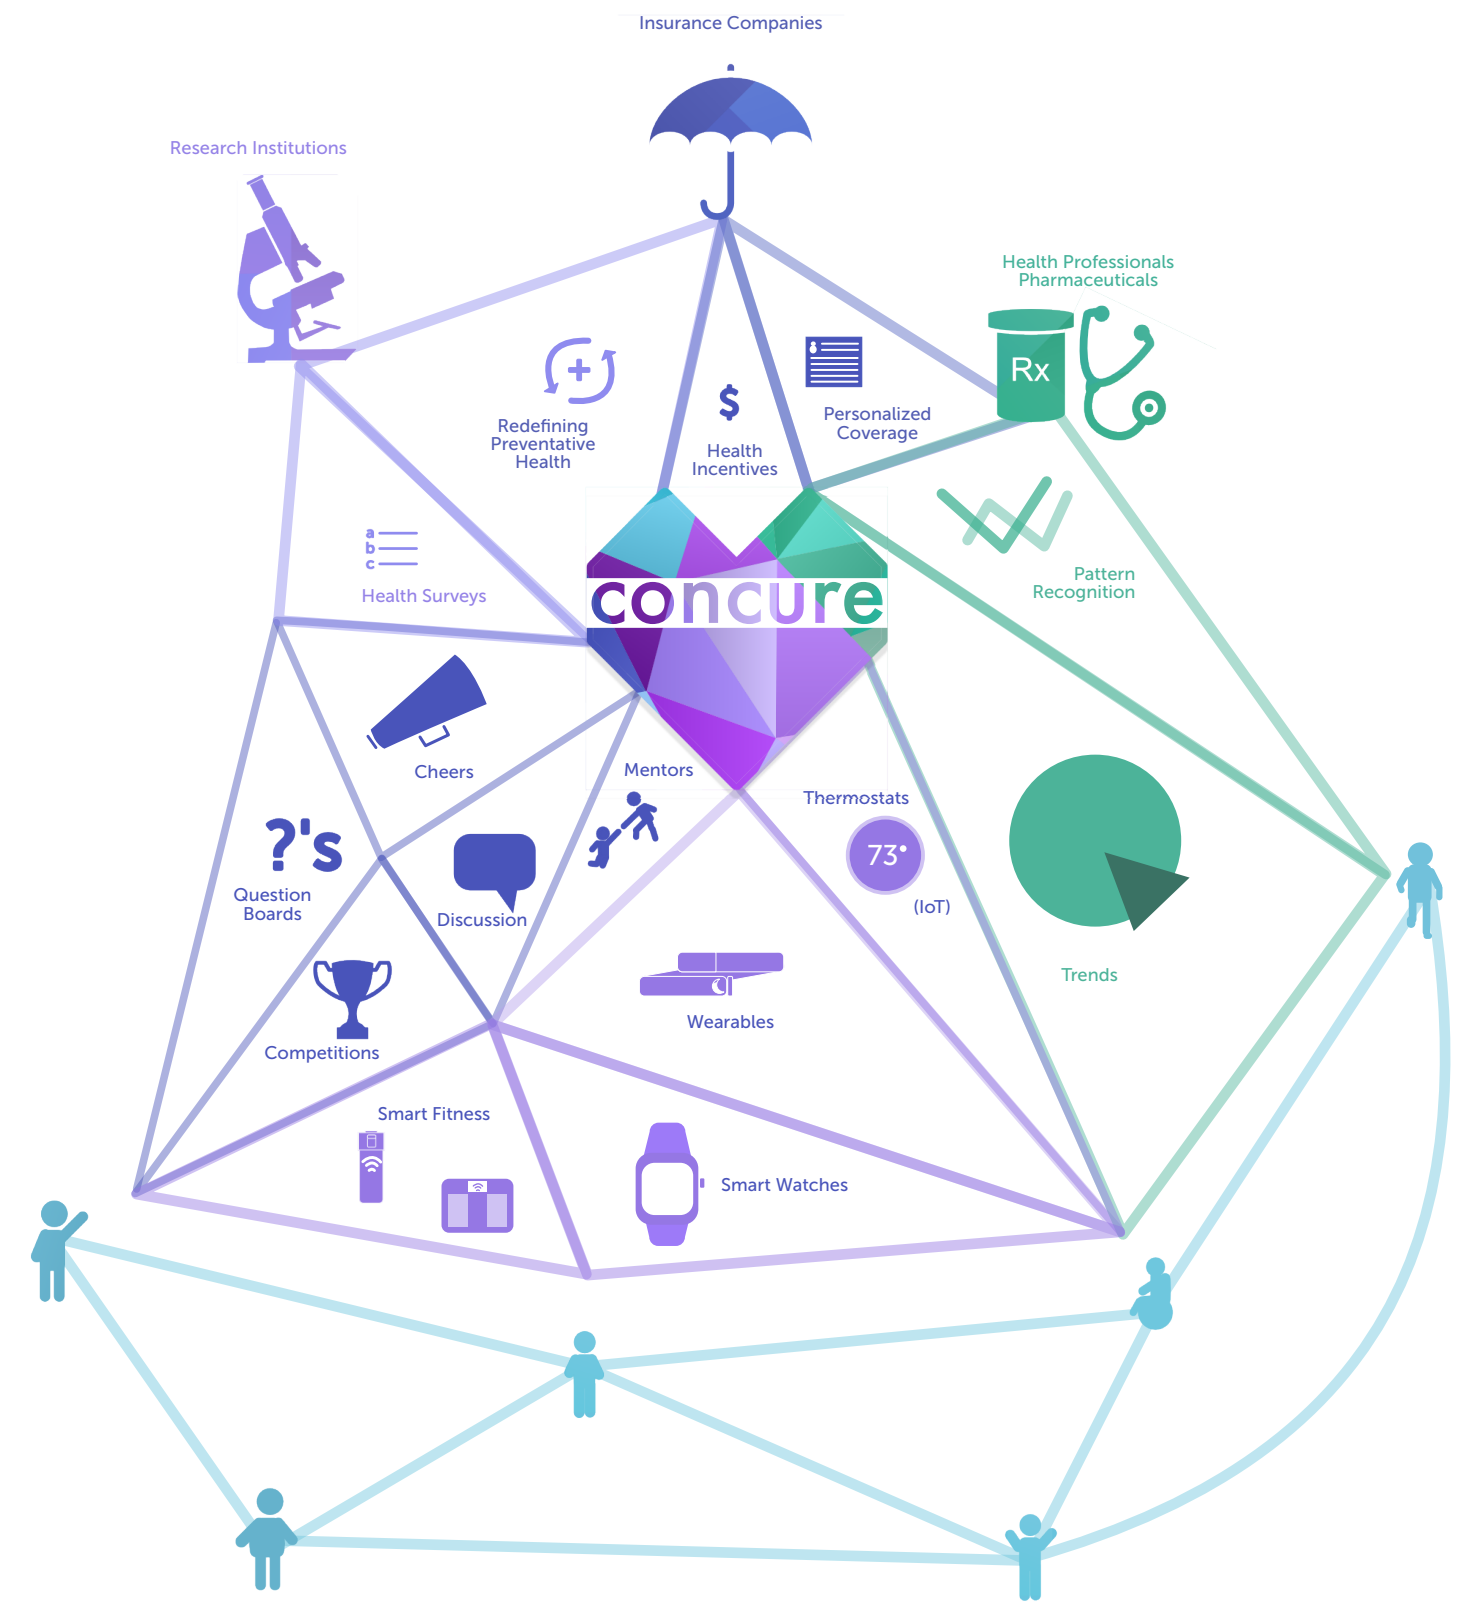 Insurance Companies
Research Institutions
Health Professionals
Pharmaceuticals
Rx
Redefining
Preventative
Health
$
Health
Incentives
Personalized
Coverage
Pattern
Recognition
a
b
c
Health Surveys
concure
Cheers
Mentors
Thermostats
73°
(IoT)
?'s
Question
Boards
Discussion
Trends
Wearables
Competitions
Smart Fitness
Smart Watches